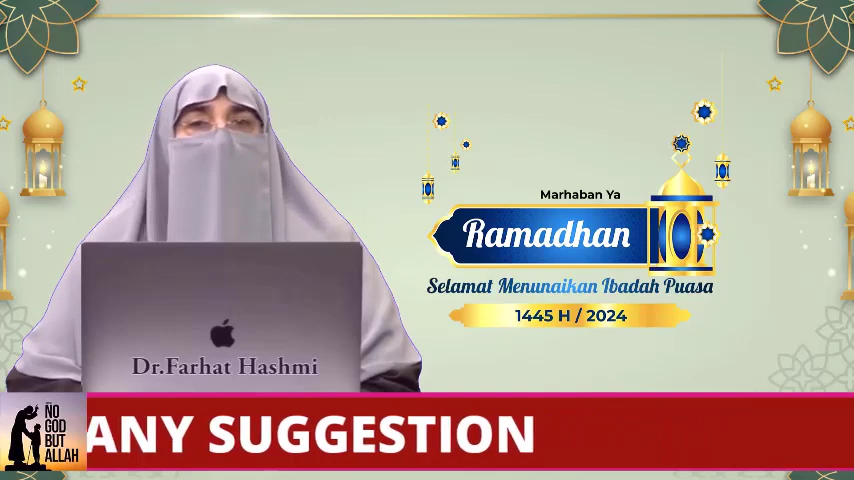 Marhaban Ya
Ramadhan
Selamat Menunaikan Ibadah Puasa
1445 H / 2024
Dr.Farhat Hashmi
NO
GOD
BUT
ALLAH
ANY SUGGESTION